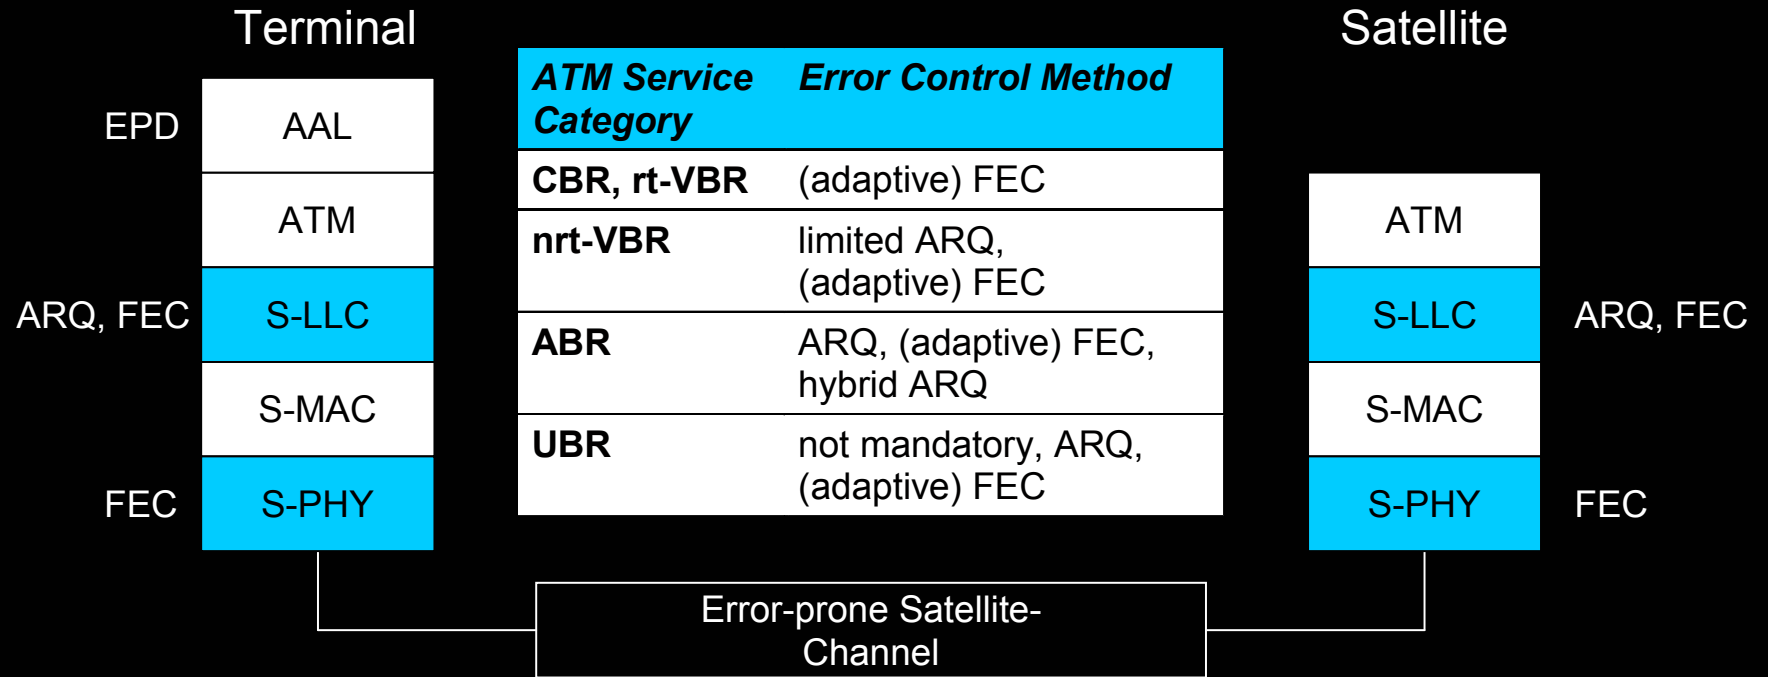 Terminal
EPD
AAL
ATM
ARQ, FEC
S-LLC
S-MAC
FEC
S-PHY
ATM Service Category
Error Control Method
CBR, rt-VBR
(adaptive) FEC
nrt-VBR
limited ARQ,
(adaptive) FEC
ABR
ARQ, (adaptive) FEC,
hybrid ARQ
UBR
not mandatory, ARQ,
(adaptive) FEC
Satellite
ATM
S-LLC
ARQ, FEC
S-MAC
S-PHY
FEC
Error-prone Satellite-
Channel